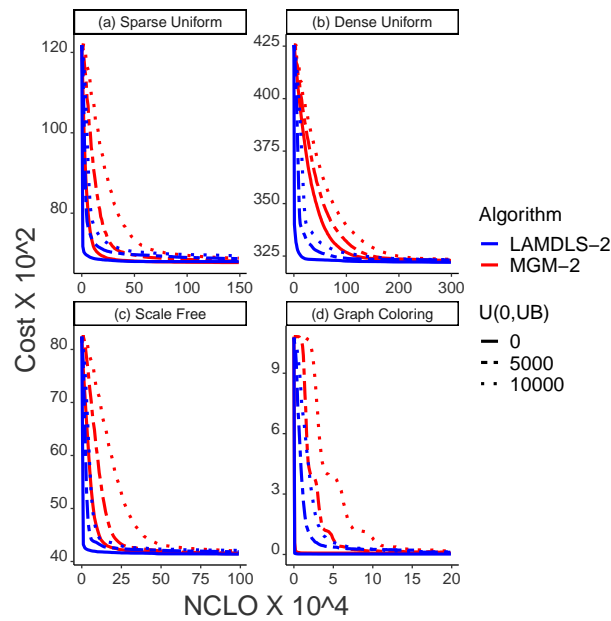 (a) Sparse Uniform
(b) Dense Uniform
120
100
80
0 50 100 150
425
400
375
350
325
0 100 200 300
(c) Scale Free
(d) Graph Coloring
80
70
60
50
40
0 25 50 75 100
9
6
3
0
0 5 10 15 20
Cost X 10^2
NCLO X 10^4
Algorithm
LAMDLS-2
MGM-2
U(0,UB)
0
5000
10000